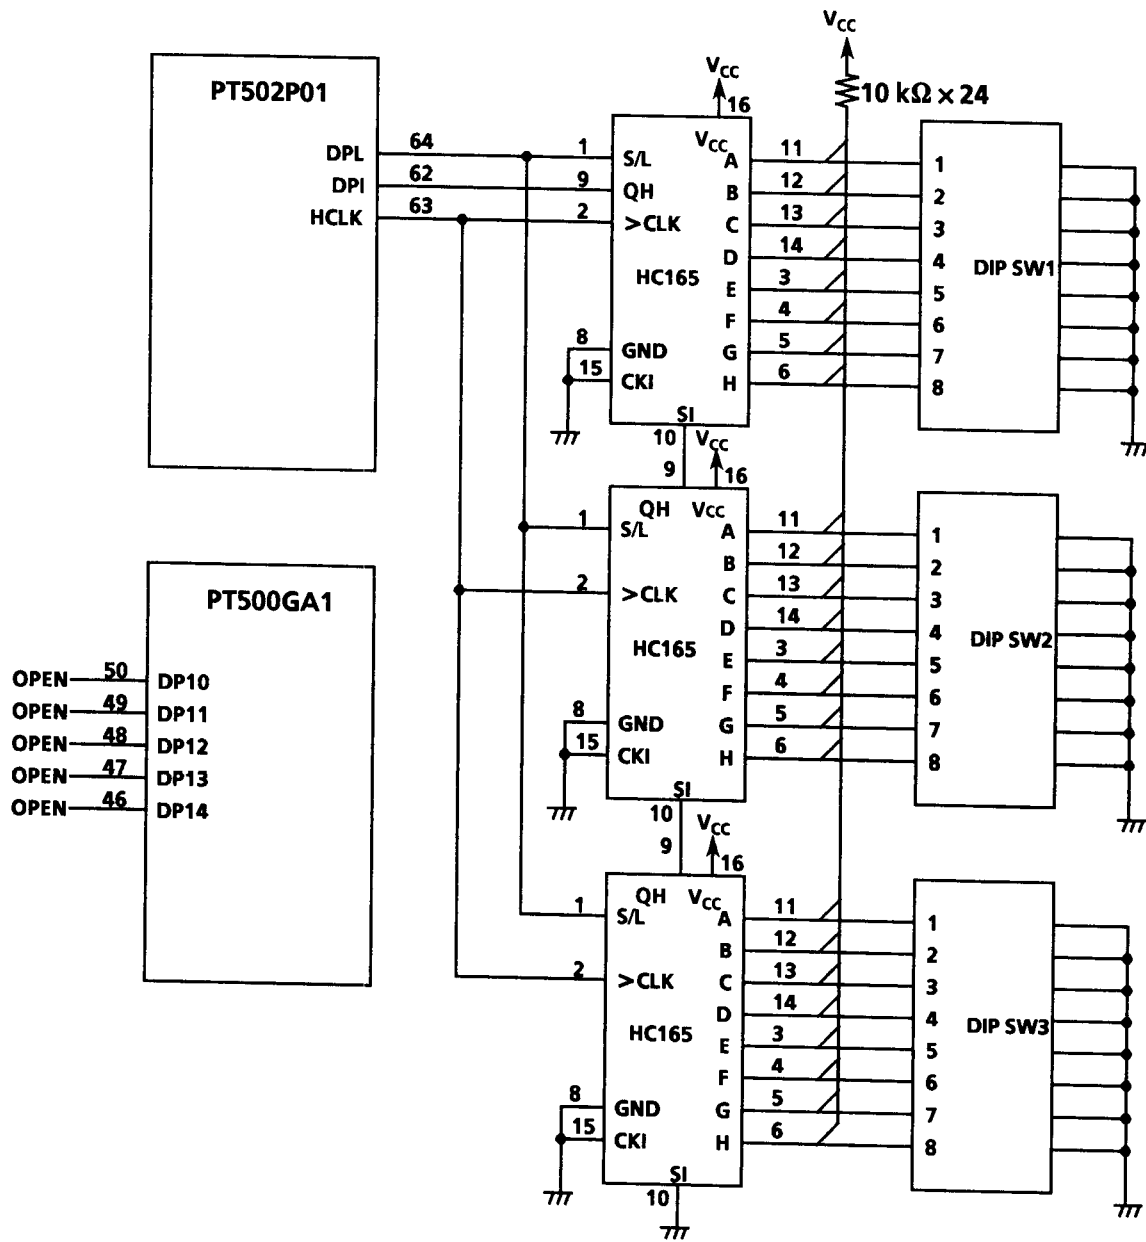 PT502P01
DPL 64
DPI 62
HCLK 63
PT500GA1
OPEN 50 DP10
OPEN 49 DP11
OPEN 48 DP12
OPEN 47 DP13
OPEN 46 DP14
VCC
10 kΩ × 24
VCC
16
VCC
1 S/L
9 QH
2 >CLK
HC165
8 GND
15 CKI
SI
10
A 11
B 12
C 13
D 14
E 3
F 4
G 5
H 6
1
2
3
4
5
6
7
8
DIP SW1
VCC
9
16
QH VCC
1 S/L
2 >CLK
HC165
8 GND
15 CKI
SI
10
A 11
B 12
C 13
D 14
E 3
F 4
G 5
H 6
1
2
3
4
5
6
7
8
DIP SW2
VCC
9
16
QH VCC
1 S/L
2 >CLK
HC165
8 GND
15 CKI
SI
10
A 11
B 12
C 13
D 14
E 3
F 4
G 5
H 6
1
2
3
4
5
6
7
8
DIP SW3